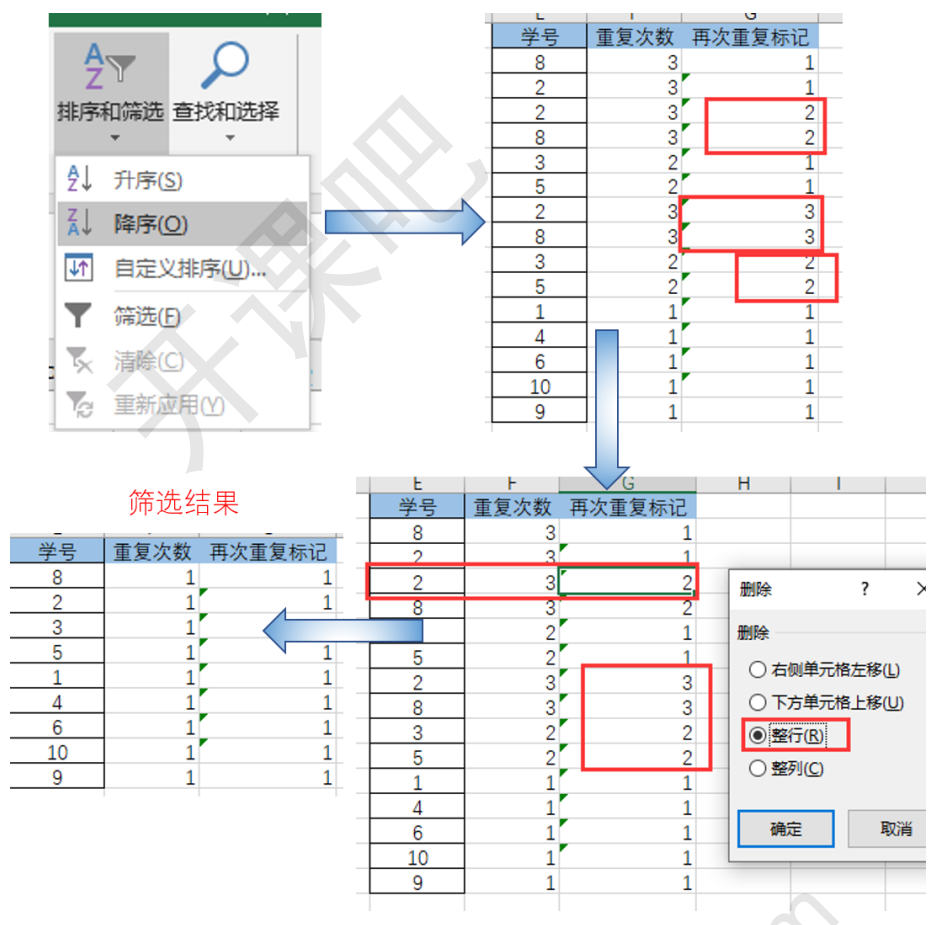 排序和筛选 查找和选择
升序(S)
降序(O)
自定义排序(U)...
筛选(F)
清除(C)
重新应用(Y)
学号 重复次数 再次重复标记
8 3 1
2 3 1
2 3 2
8 3 2
3 2 1
5 2 1
2 3 3
8 3 3
3 2 2
5 2 2
1 1 1
4 1 1
6 1 1
10 1 1
9 1 1
筛选结果
学号 重复次数 再次重复标记
8 1 1
2 1 1
3 1
5 1 1
1 1 1
4 1 1
6 1 1
10 1 1
9 1 1
E F G H I
学号 重复次数 再次重复标记
8 3 1
2 3 1
2 3 2
8 3 2
2 1
5 2 1
2 3 3
8 3 3
3 2 2
5 2 2
1 1 1
4 1 1
6 1 1
10 1 1
9 1 1
删除 ? ×
删除
右侧单元格左移(L)
下方单元格上移(U)
整行(R)
整列(C)
确定 取消
开课吧